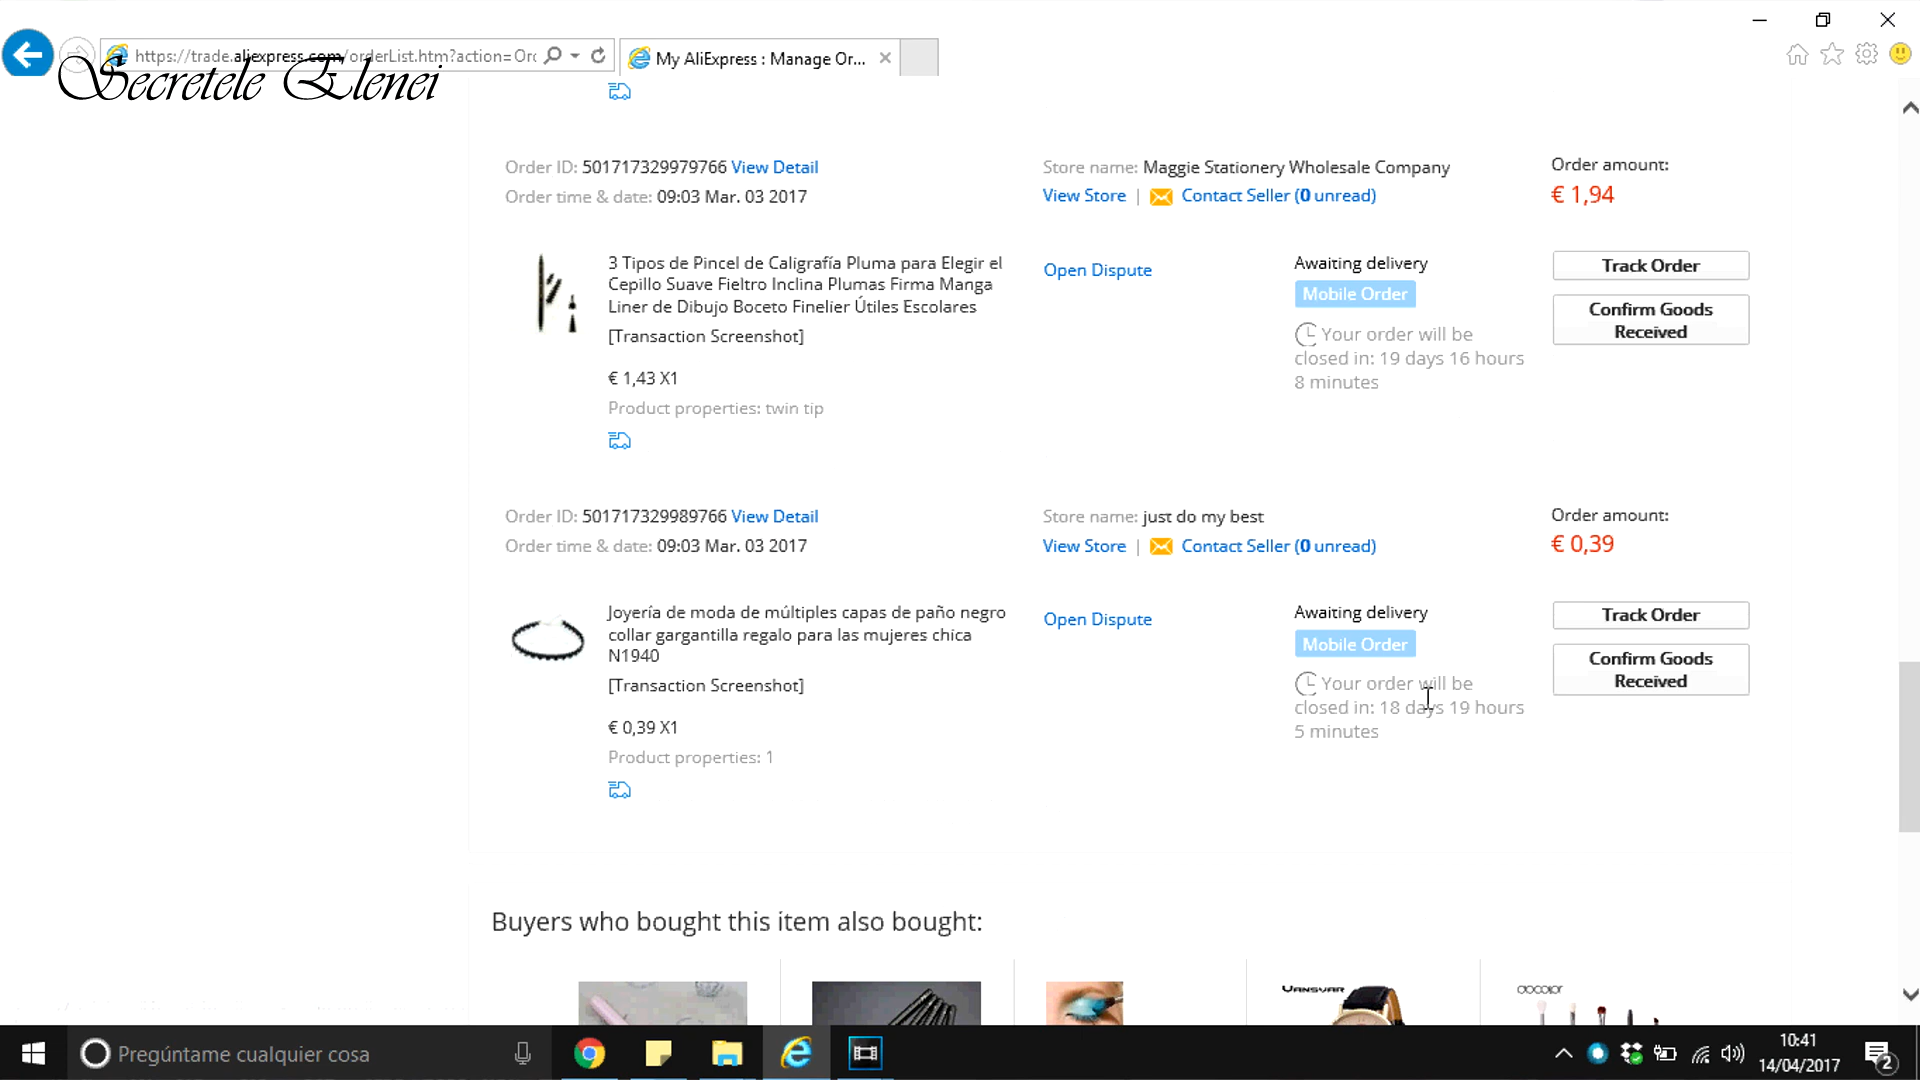 https://trade.aliexpress.com/orderList.htm?action=Orc
My AliExpress : Manage Or...
Secretele Elenei
Order ID: 501717329979766 View Detail
Order time & date: 09:03 Mar. 03 2017
Store name: Maggie Stationery Wholesale Company
View Store | Contact Seller (0 unread)
Order amount:
€ 1,94
3 Tipos de Pincel de Caligrafía Pluma para Elegir el
Cepillo Suave Fieltro Inclina Plumas Firma Manga
Liner de Dibujo Boceto Finelier Útiles Escolares
[Transaction Screenshot]
€ 1,43 X1
Product properties: twin tip
Open Dispute
Awaiting delivery
Mobile Order
Your order will be
closed in: 19 days 16 hours
8 minutes
Track Order
Confirm Goods
Received
Order ID: 501717329989766 View Detail
Order time & date: 09:03 Mar. 03 2017
Store name: just do my best
View Store | Contact Seller (0 unread)
Order amount:
€ 0,39
Joyería de moda de múltiples capas de paño negro
collar gargantilla regalo para las mujeres chica
N1940
[Transaction Screenshot]
€ 0,39 X1
Product properties: 1
Open Dispute
Awaiting delivery
Mobile Order
Your order will be
closed in: 18 days 19 hours
5 minutes
Track Order
Confirm Goods
Received
Buyers who bought this item also bought:
VANSVAR
DOCOLOR
Pregúntame cualquier cosa
10:41
14/04/2017
2